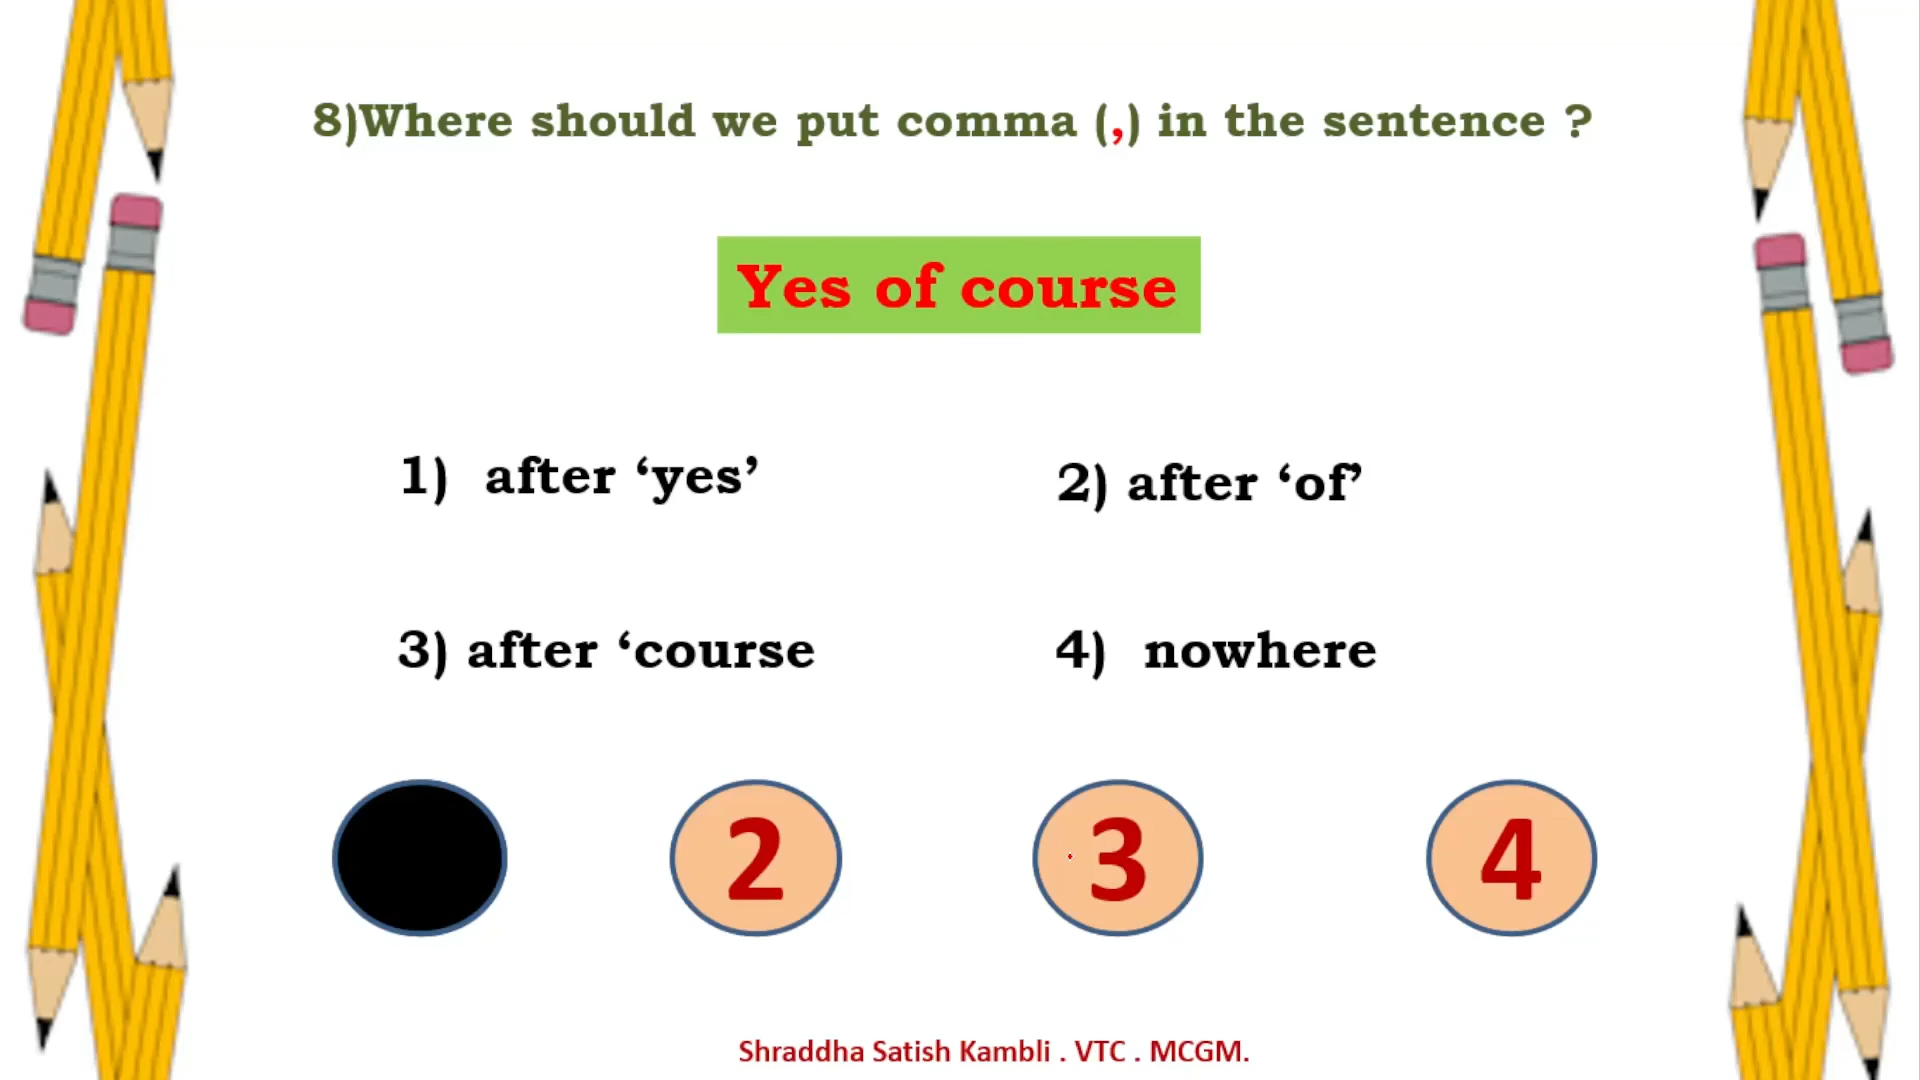 8)Where should we put comma (,) in the sentence ?
Yes of course
1) after ‘yes’
2) after ‘of’
3) after ‘course
4) nowhere
2
3
4
Shraddha Satish Kambli . VTC . MCGM.